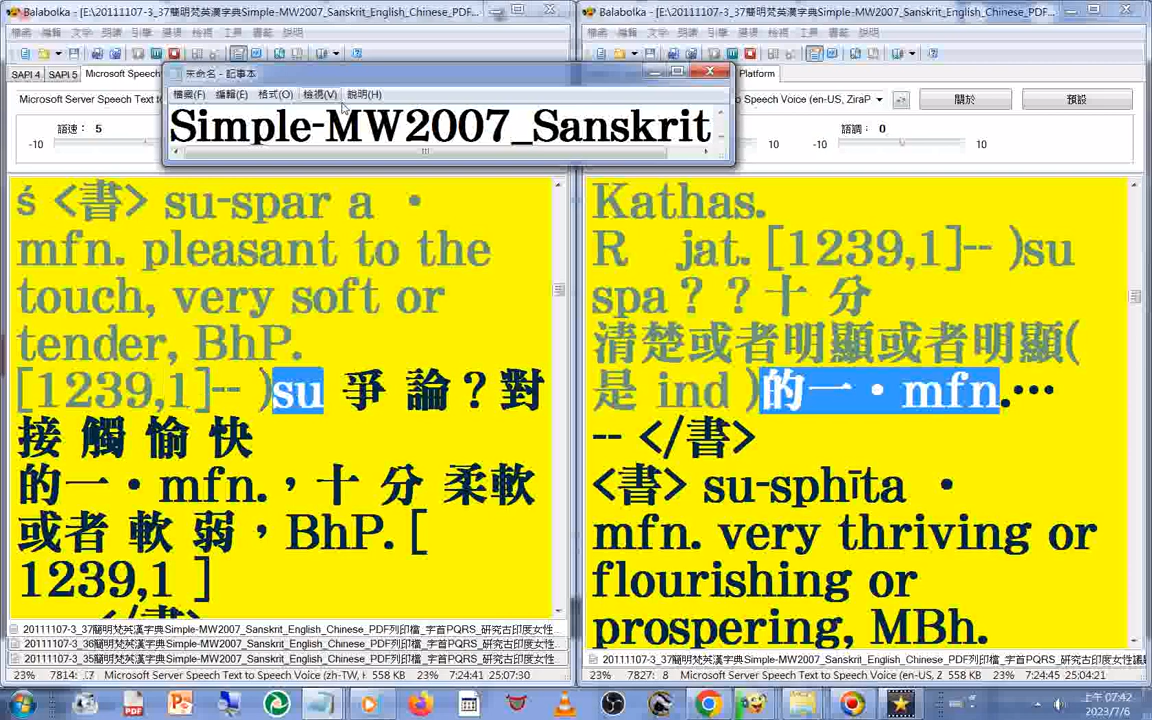 Balabolka - [E:\20111107-3_37簡明梵英漢字典Simple-MW2007_Sanskrit_English_Chinese_PDF...
SAPI 4 SAPI 5 Microsoft Speech
Microsoft Server Speech Text to
語速： 5
-10
ś <書> su-spar a •
mfn. pleasant to the
touch, very soft or
tender, BhP.
[1239,1]-- )su 爭 論？對
接 觸 愉 快
的一•mfn.，十 分 柔軟
或者 軟 弱，BhP. [
1239,1 ]
20111107-3_37簡明梵英漢字典Simple-MW2007_Sanskrit_English_Chinese_PDF列印檔_字首PQRS_研究古印度女性...
20111107-3_36簡明梵英漢字典Simple-MW2007_Sanskrit_English_Chinese_PDF列印檔_字首PQRS_研究古印度女性...
20111107-3_35簡明梵英漢字典Simple-MW2007_Sanskrit_English_Chinese_PDF列印檔_字首PQRS_研究古印度女性...
23% 7814: Microsoft Server Speech Text to Speech Voice (zh-TW, H 558 KB 23% 7:24:41 25:07:30
未命名 - 記事本
檔案(F) 編輯(E) 格式(O) 檢視(V) 說明(H)
Simple-MW2007_Sanskrit
Balabolka - [E:\20111107-3_37簡明梵英漢字典Simple-MW2007_Sanskrit_English_Chinese_PDF...
Platform
Speech Voice (en-US, ZiraP 關於 預設
語調： 0
10 -10 10
Kathas.
R jat. [1239,1]-- )su
spa？？十 分
清楚或者明顯或者明顯(
是 ind )的一•mfn.…
-- </書>
<書> su-sphīta •
mfn. very thriving or
flourishing or
prospering, MBh.
20111107-3_37簡明梵英漢字典Simple-MW2007_Sanskrit_English_Chinese_PDF列印檔_字首PQRS_研究古印度女性議
23% 7827: 8 Microsoft Server Speech Text to Speech Voice (en-US, Z 558 KB 23% 7:24:45 25:04:21
上午 07:42
2023/7/6